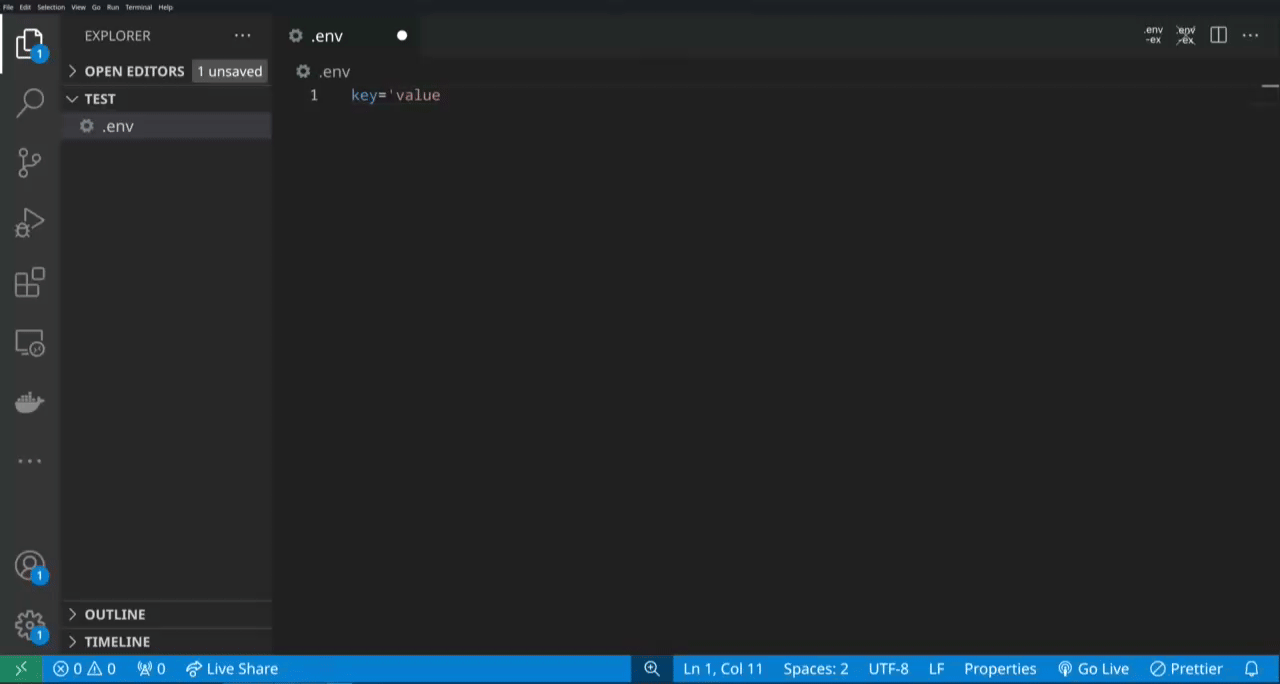 File Edit Selection View Go Run Terminal Help
EXPLORER
1
OPEN EDITORS 1 unsaved
TEST
.env
OUTLINE
TIMELINE
1
1
.env
.env
-ex
.env
-ex
.env
1 key='value
0 0 0 Live Share Ln 1, Col 11 Spaces: 2 UTF-8 LF Properties Go Live Prettier